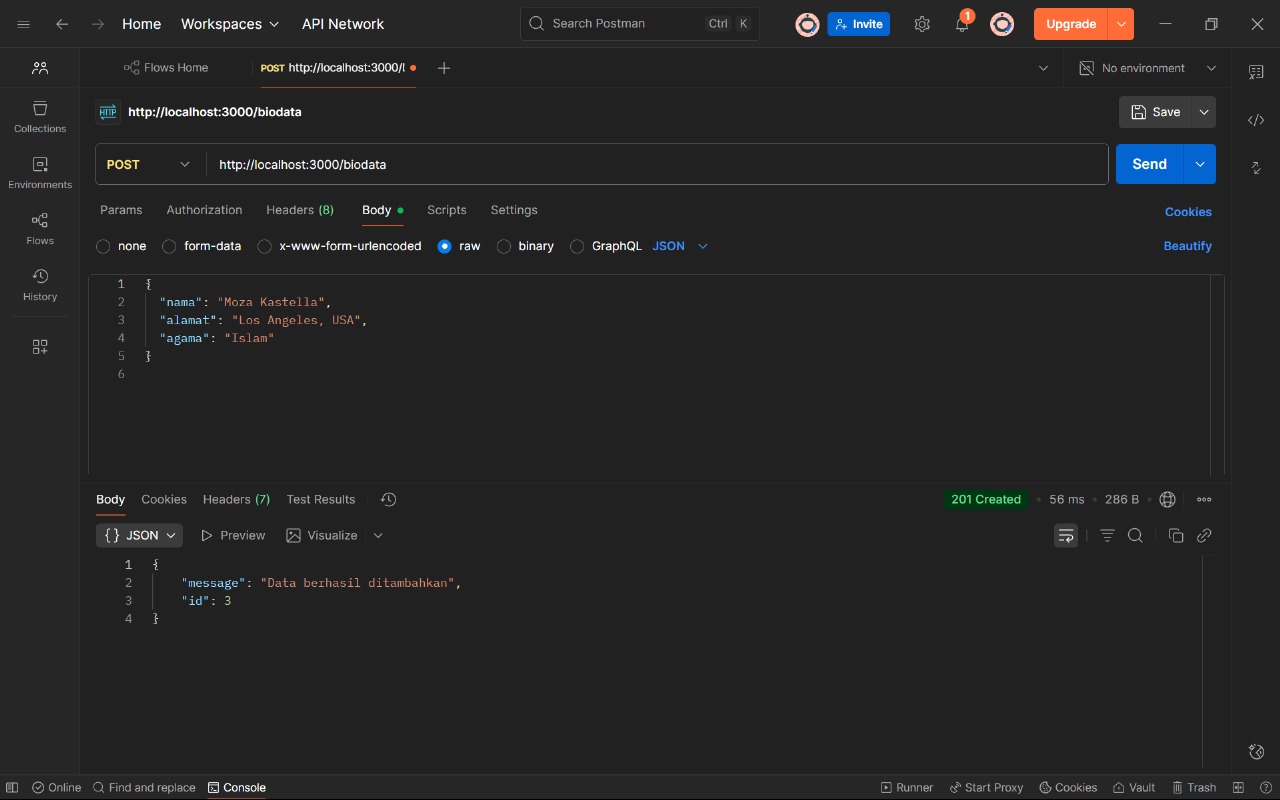 Home Workspaces API Network Search Postman Ctrl K Invite 1 Upgrade
Flows Home POST http://localhost:3000/l No environment
HTTP http://localhost:3000/biodata Save
POST http://localhost:3000/biodata Send
Collections
Environments
Flows
History
Params Authorization Headers (8) Body Scripts Settings Cookies
none form-data x-www-form-urlencoded raw binary GraphQL JSON Beautify
1 {
2 "nama": "Moza Kastella",
3 "alamat": "Los Angeles, USA",
4 "agama": "Islam"
5 }
6
Body Cookies Headers (7) Test Results 201 Created • 56 ms • 286 B •
{} JSON Preview Visualize
1 {
2 "message": "Data berhasil ditambahkan",
3 "id": 3
4 }
Online Find and replace Console Runner Start Proxy Cookies Vault Trash